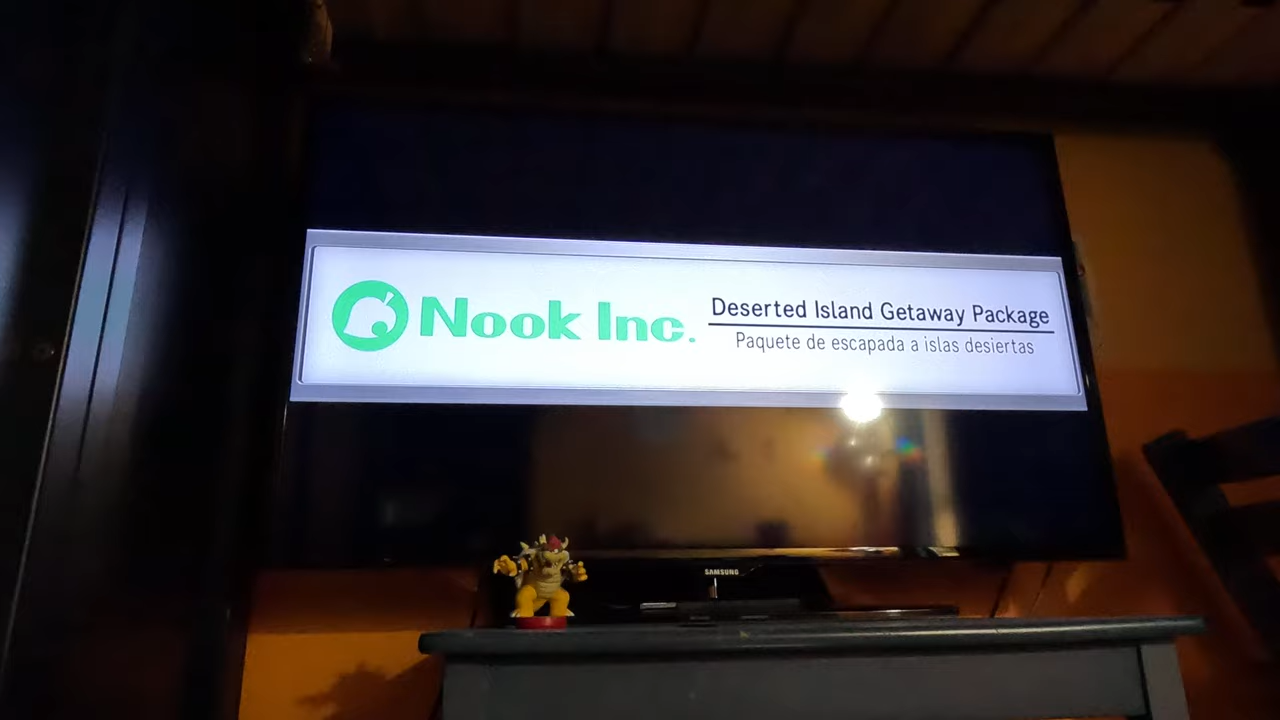 Nook Inc.
Deserted Island Getaway Package
Paquete de escapada a islas desiertas
SAMSUNG